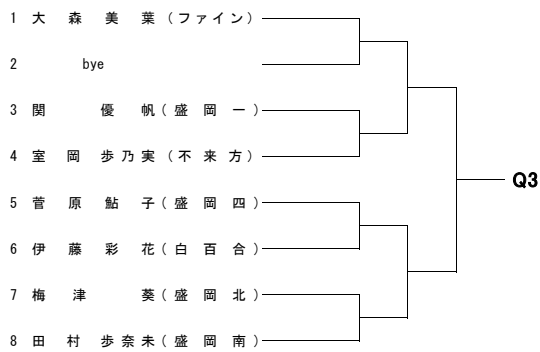 1 大森美葉(ファイン)
2 bye
3 関優帆(盛岡一)
4 室岡歩乃実(不来方)
Q3
5 菅原鮎子(盛岡四)
6 伊藤彩花(白百合)
7 梅津葵(盛岡北)
8 田村歩奈未(盛岡南)